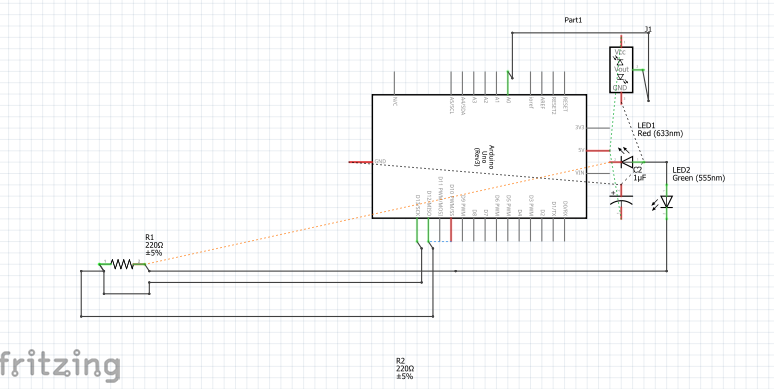 Part1
J1
Vcc
Vout
GND
N/C
A5/SCL
A4/SDA
A3
A2
A1
A0
AREF
RESET
LED1
Red (633nm)
3V3
5V
VIN
GND
Arduino
Uno
(Rev3)
C2
1µF
LED2
Green (555nm)
D13/SCK
D12/MISO
D11 PWM/MOSI
D10 PWM/SS
D9 PWM
D8
D7
D6 PWM
D5 PWM
D4
D3 PWM
D2
D1/TX
D0/RX
R1
220Ω
±5%
R2
220Ω
±5%
fritzing